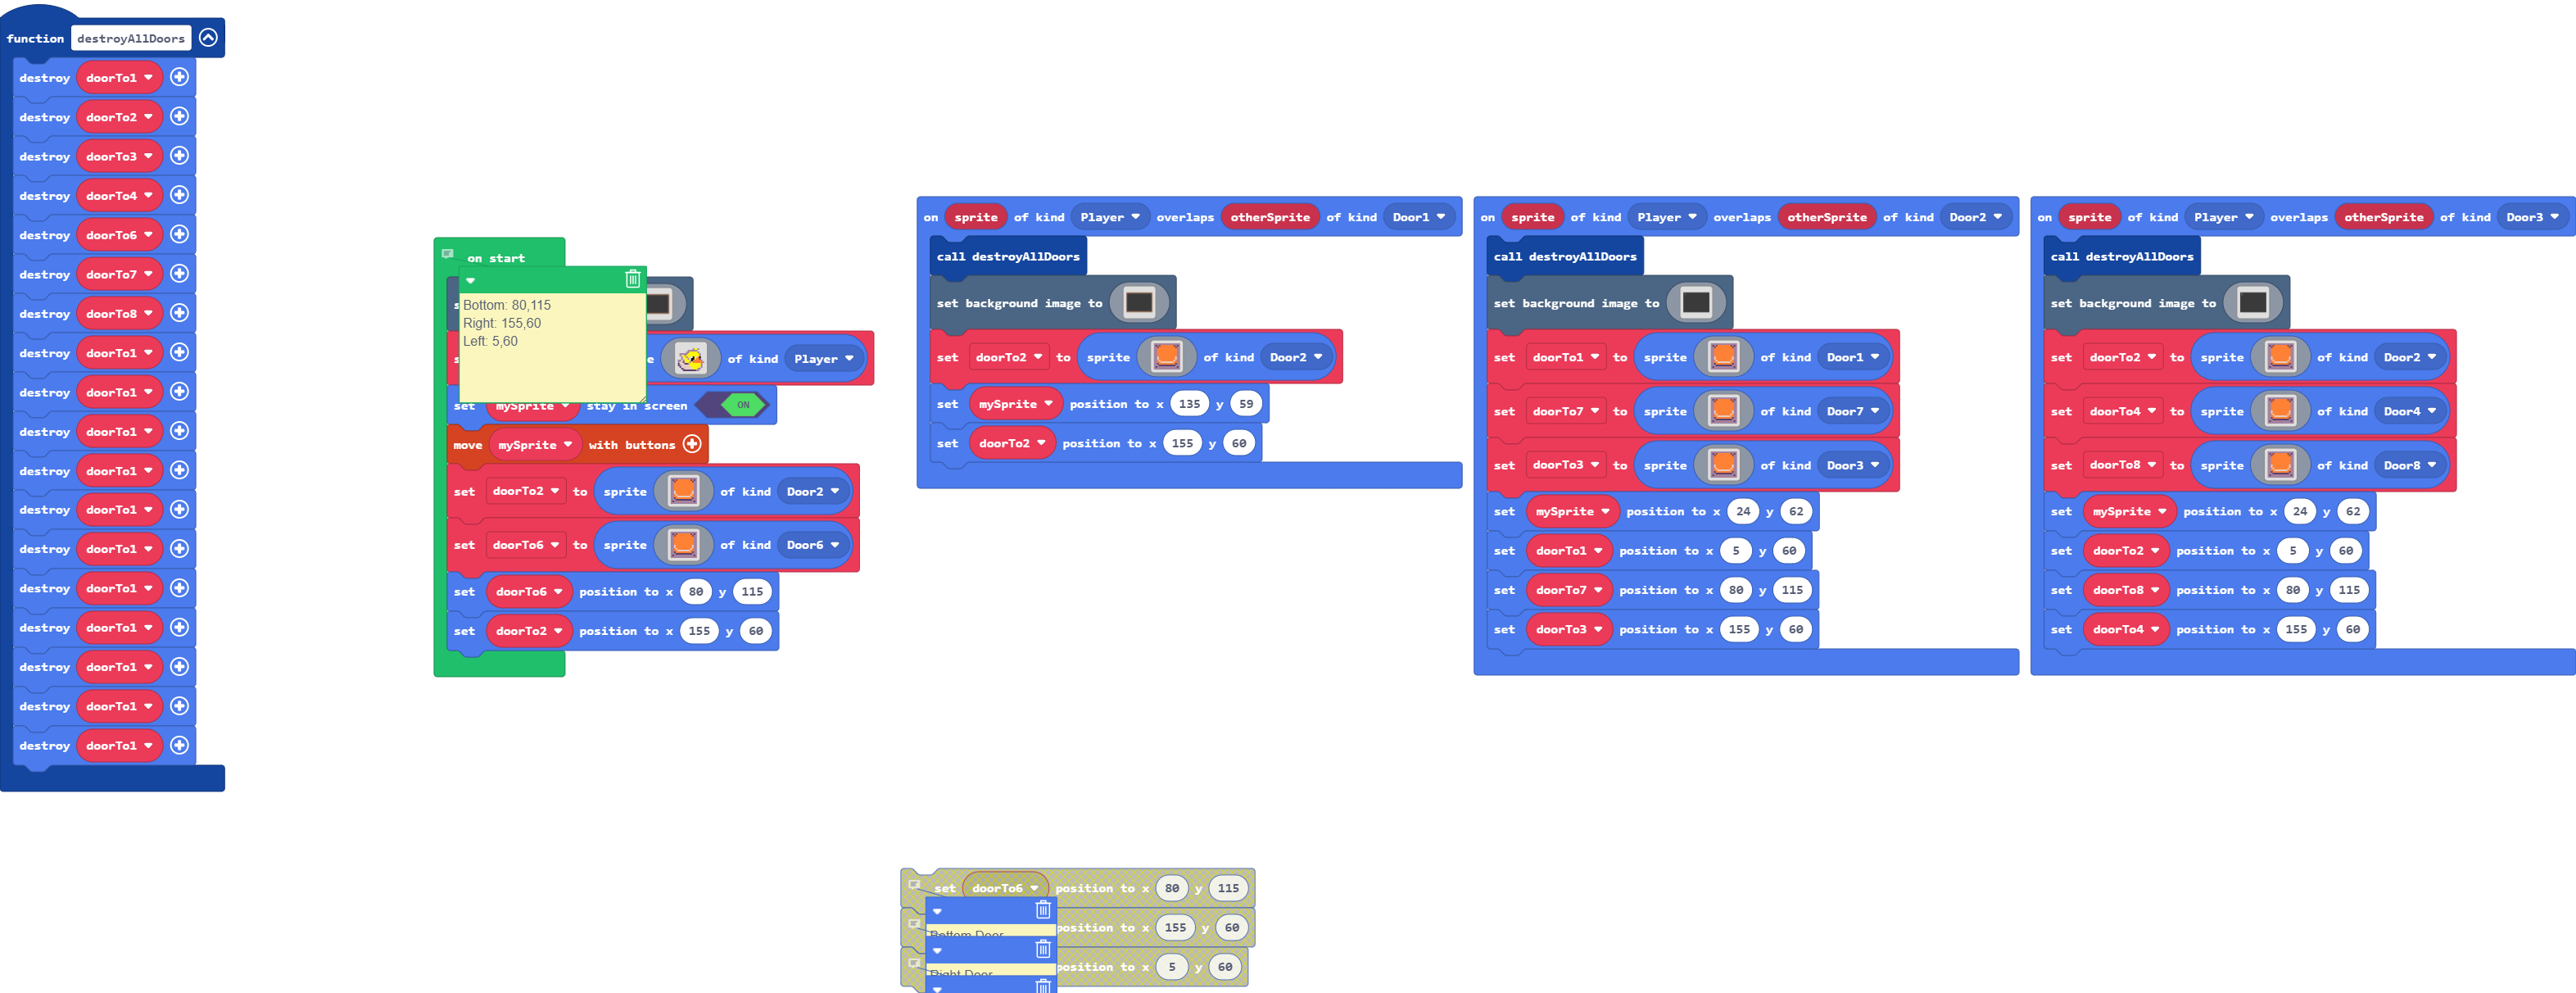 function destroyAllDoors
destroy doorTo1
destroy doorTo2
destroy doorTo3
destroy doorTo4
destroy doorTo6
destroy doorTo7
destroy doorTo8
destroy doorTo1
destroy doorTo1
destroy doorTo1
destroy doorTo1
destroy doorTo1
destroy doorTo1
destroy doorTo1
destroy doorTo1
destroy doorTo1
destroy doorTo1
destroy doorTo1
on start
Bottom: 80,115
Right: 155,60
Left: 5,60
of kind Player
set mySprite stay in screen ON
move mySprite with buttons
set doorTo2 to sprite of kind Door2
set doorTo6 to sprite of kind Door6
set doorTo6 position to x 80 y 115
set doorTo2 position to x 155 y 60
on sprite of kind Player overlaps otherSprite of kind Door1
call destroyAllDoors
set background image to
set doorTo2 to sprite of kind Door2
set mySprite position to x 135 y 59
set doorTo2 position to x 155 y 60
on sprite of kind Player overlaps otherSprite of kind Door2
call destroyAllDoors
set background image to
set doorTo1 to sprite of kind Door1
set doorTo7 to sprite of kind Door7
set doorTo3 to sprite of kind Door3
set mySprite position to x 24 y 62
set doorTo1 position to x 5 y 60
set doorTo7 position to x 80 y 115
set doorTo3 position to x 155 y 60
on sprite of kind Player overlaps otherSprite of kind Door3
call destroyAllDoors
set background image to
set doorTo2 to sprite of kind Door2
set doorTo4 to sprite of kind Door4
set doorTo8 to sprite of kind Door8
set mySprite position to x 24 y 62
set doorTo2 position to x 5 y 60
set doorTo8 position to x 80 y 115
set doorTo4 position to x 155 y 60
set doorTo6 position to x 80 y 115
Bottom Door
position to x 155 y 60
Right Door
position to x 5 y 60